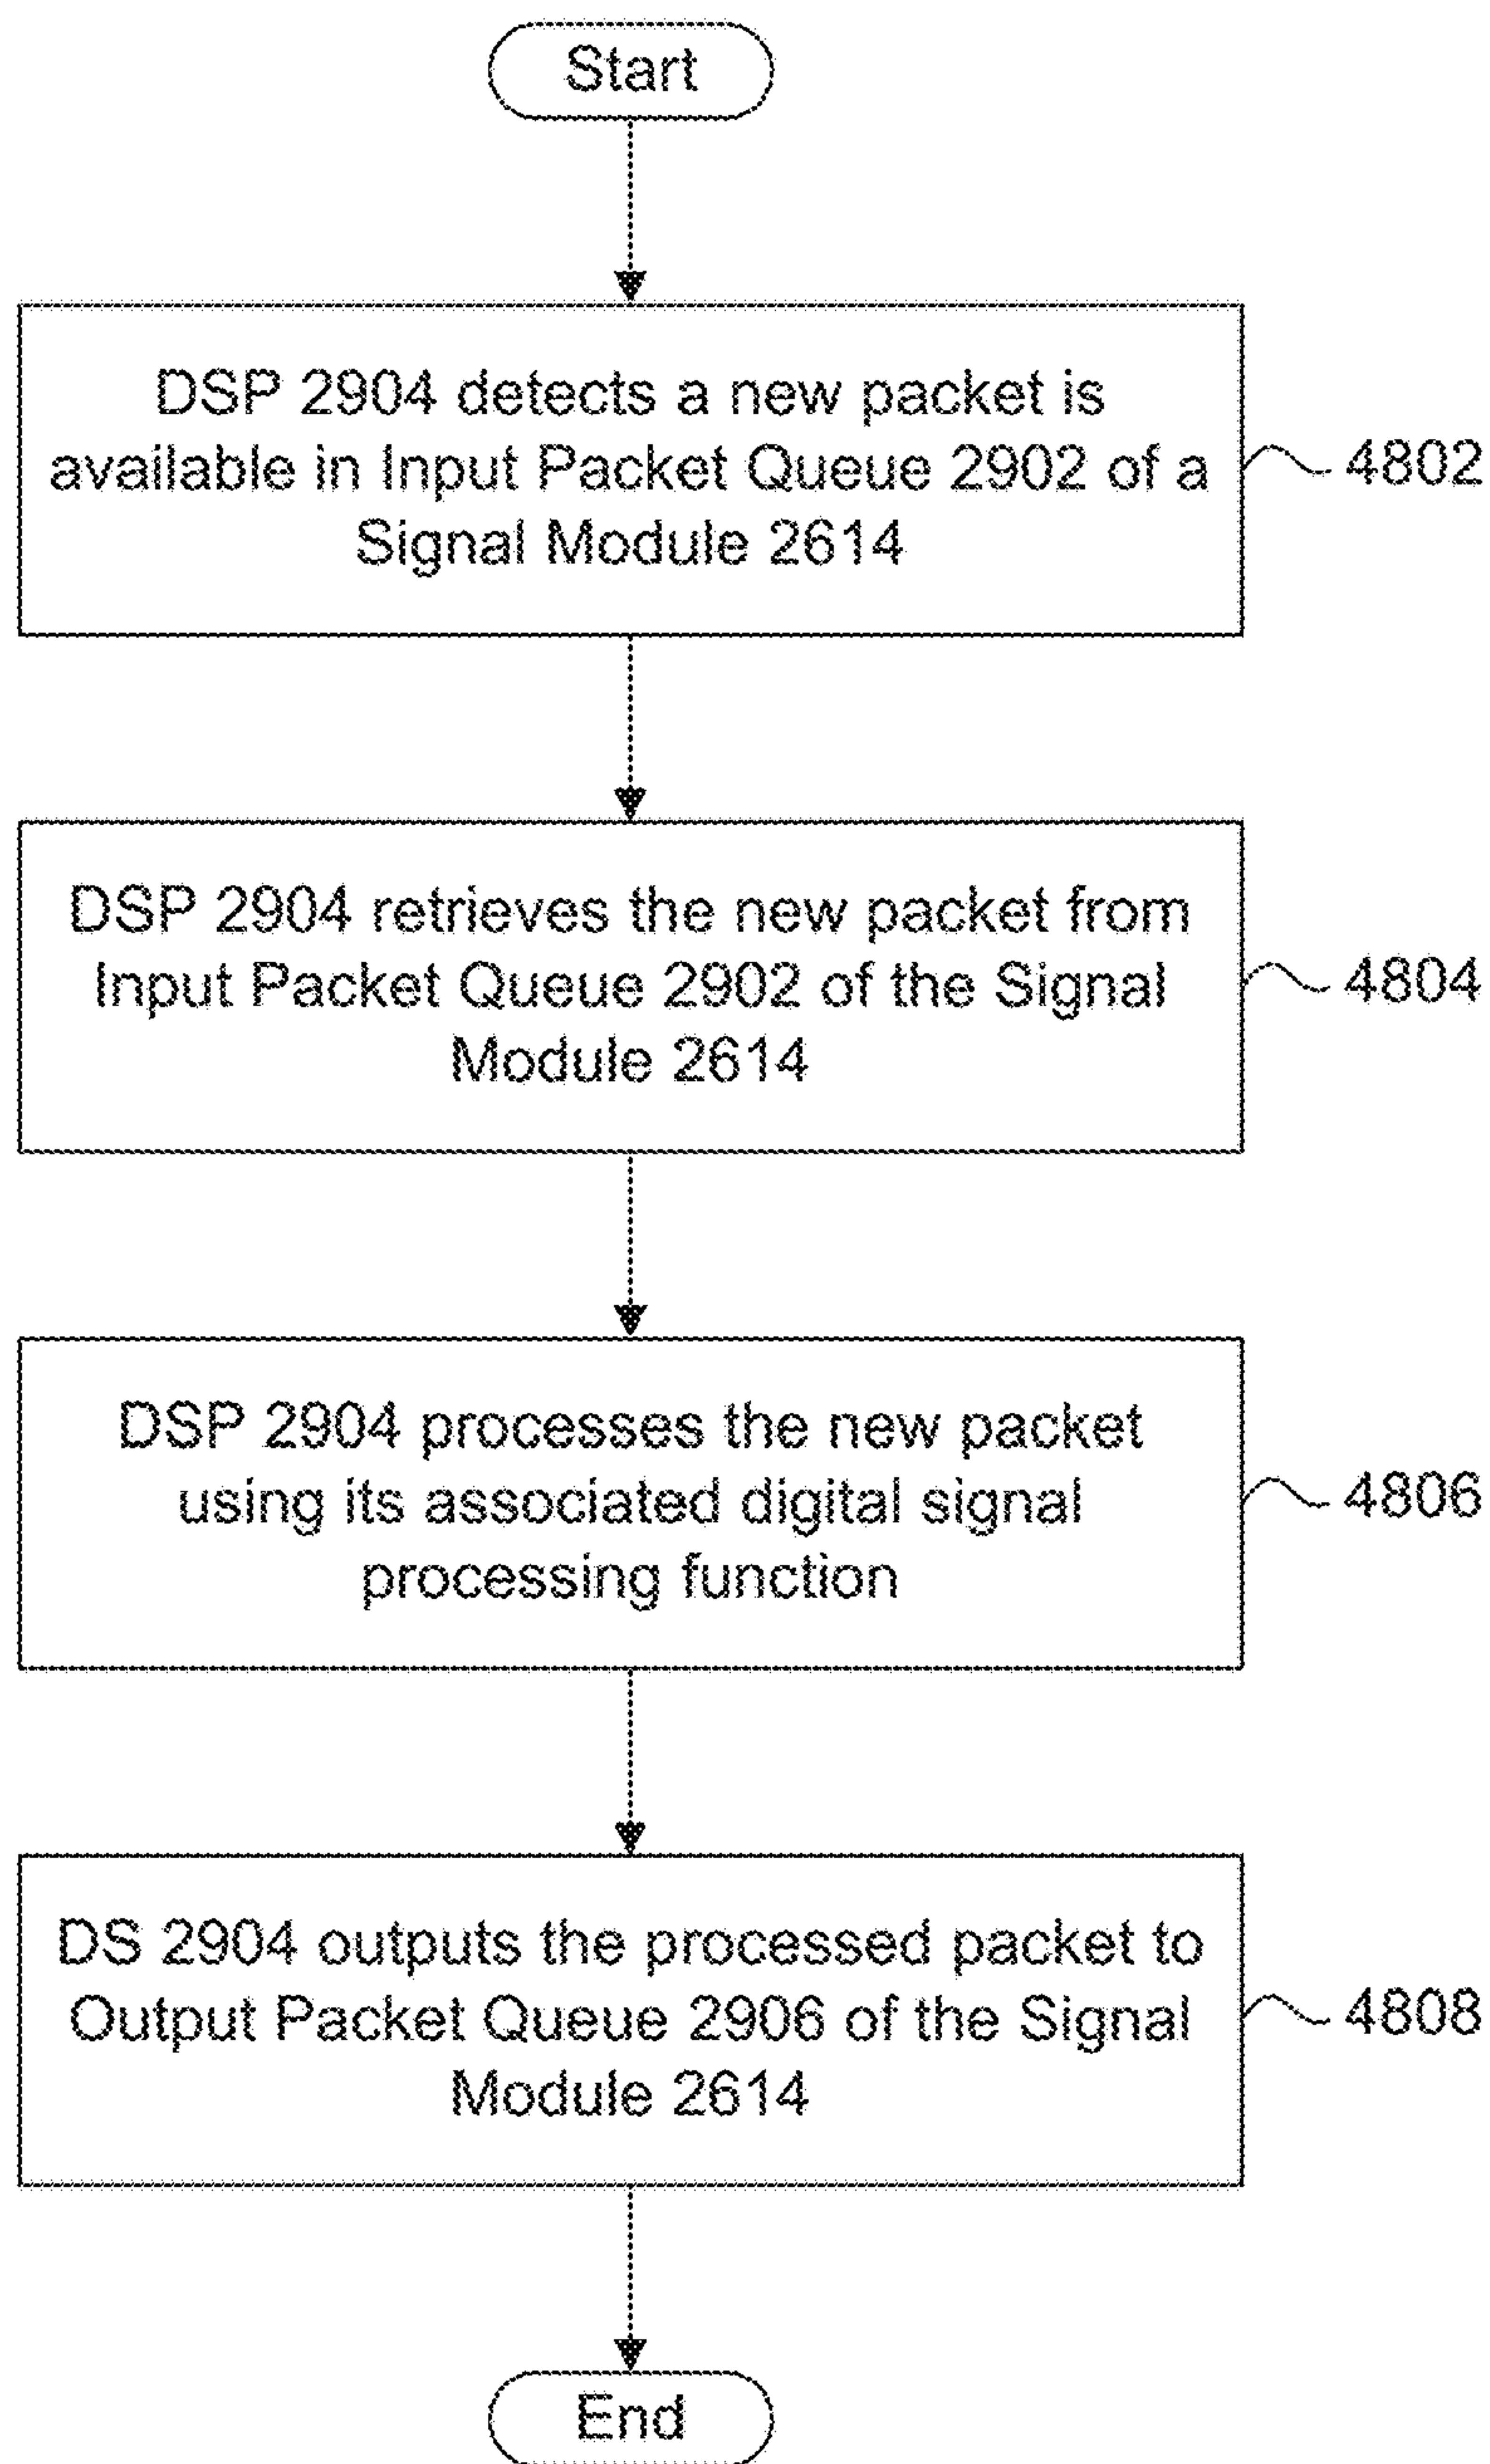 Start
DSP 2904 detects a new packet is
available in Input Packet Queue 2902 of a
Signal Module 2614
4802
DSP 2904 retrieves the new packet from
Input Packet Queue 2902 of the Signal
Module 2614
4804
DSP 2904 processes the new packet
using its associated digital signal
processing function
4806
DS 2904 outputs the processed packet to
Output Packet Queue 2906 of the Signal
Module 2614
4808
End